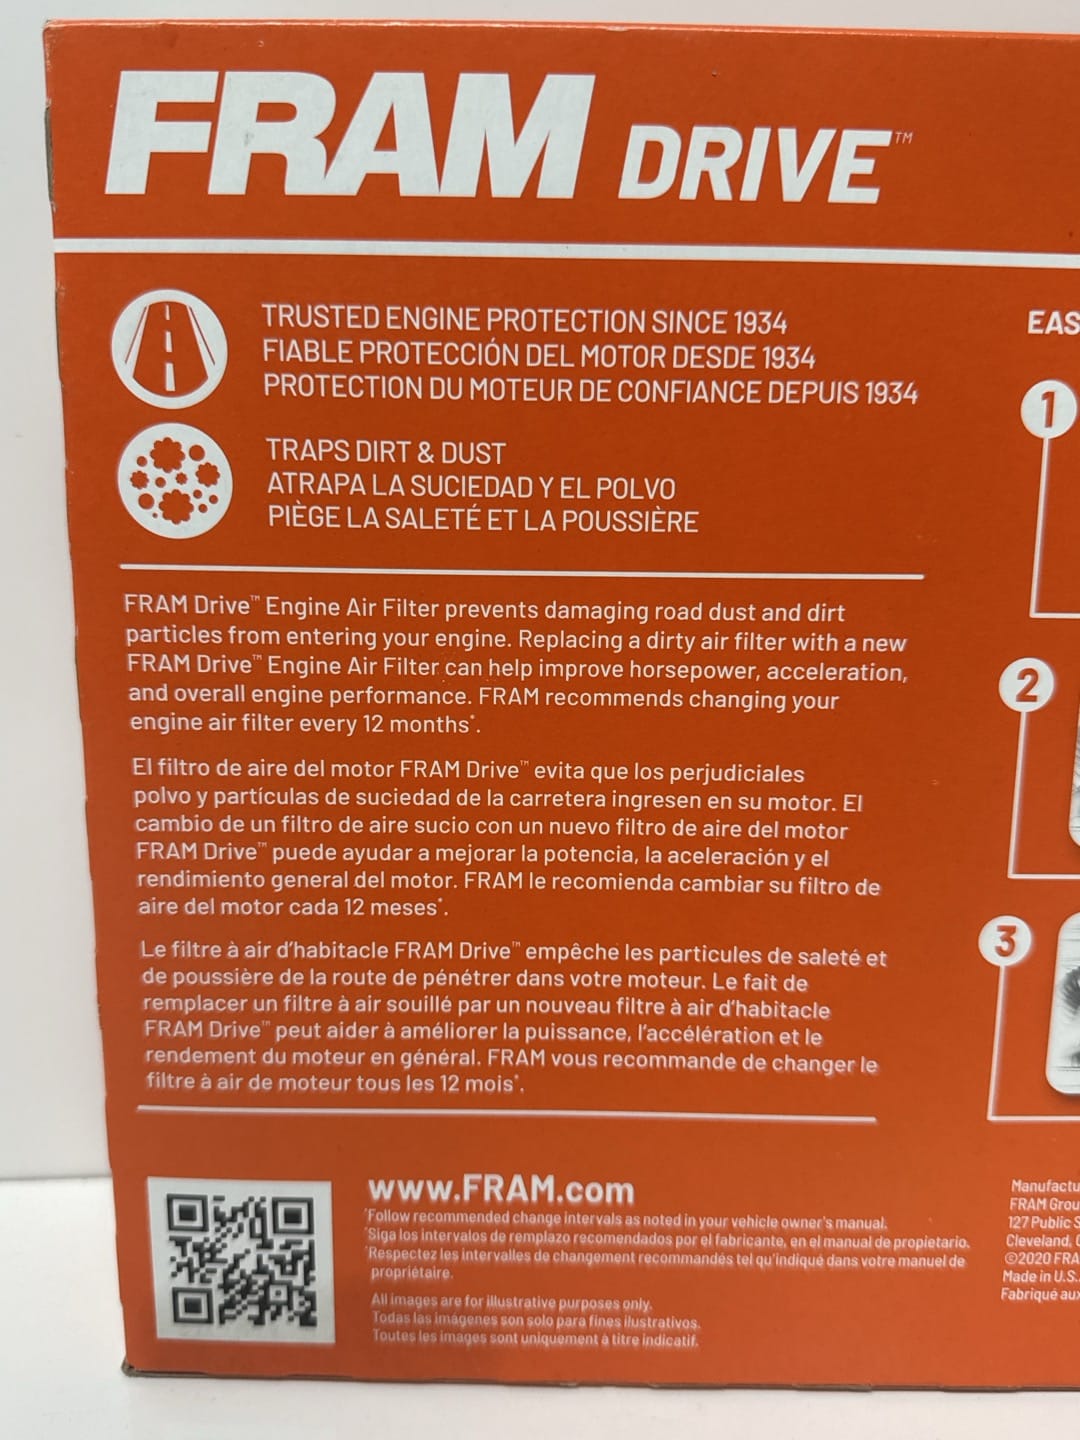 FRAM DRIVE™
TRUSTED ENGINE PROTECTION SINCE 1934
FIABLE PROTECCIÓN DEL MOTOR DESDE 1934
PROTECTION DU MOTEUR DE CONFIANCE DEPUIS 1934
TRAPS DIRT & DUST
ATRAPA LA SUCIEDAD Y EL POLVO
PIÈGE LA SALETÉ ET LA POUSSIÈRE
FRAM Drive™ Engine Air Filter prevents damaging road dust and dirt
particles from entering your engine. Replacing a dirty air filter with a new
FRAM Drive™ Engine Air Filter can help improve horsepower, acceleration,
and overall engine performance. FRAM recommends changing your
engine air filter every 12 months*.
El filtro de aire del motor FRAM Drive™ evita que los perjudiciales
polvo y partículas de suciedad de la carretera ingresen en su motor. El
cambio de un filtro de aire sucio con un nuevo filtro de aire del motor
FRAM Drive™ puede ayudar a mejorar la potencia, la aceleración y el
rendimiento general del motor. FRAM le recomienda cambiar su filtro de
aire del motor cada 12 meses*.
Le filtre à air d'habitacle FRAM Drive™ empêche les particules de saleté et
de poussière de la route de pénétrer dans votre moteur. Le fait de
remplacer un filtre à air souillé par un nouveau filtre à air d'habitacle
FRAM Drive™ peut aider à améliorer la puissance, l'accélération et le
rendement du moteur en général. FRAM vous recommande de changer le
filtre à air de moteur tous les 12 mois*.
www.FRAM.com
*Follow recommended change intervals as noted in your vehicle owner's manual.
*Siga los intervalos de remplazo recomendados por el fabricante, en el manual de propietario.
*Respectez les intervalles de changement recommandés tel qu'indiqué dans votre manuel de
propriétaire.
All images are for illustrative purposes only.
Todas las imágenes son solo para fines ilustrativos.
Toutes les images sont uniquement à titre indicatif.
EAS
1
2
3
Manufactu
FRAM Grou
127 Public S
Cleveland,
©2020 FRA
Made in U.S.
Fabriqué aux